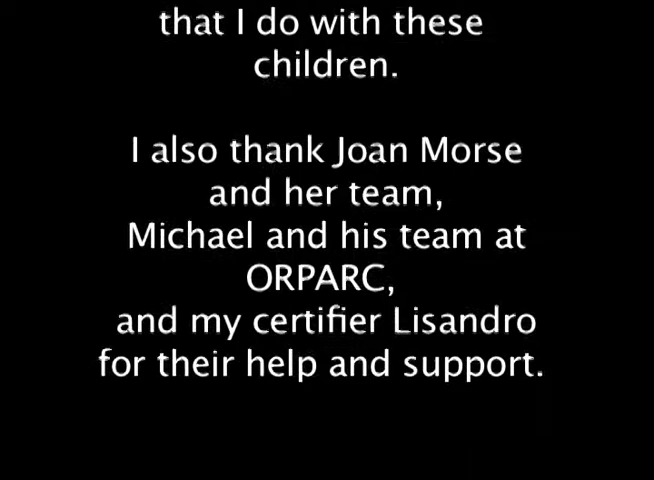 that I do with these
children.
I also thank Joan Morse
and her team,
Michael and his team at
ORPARC,
and my certifier Lisandro
for their help and support.